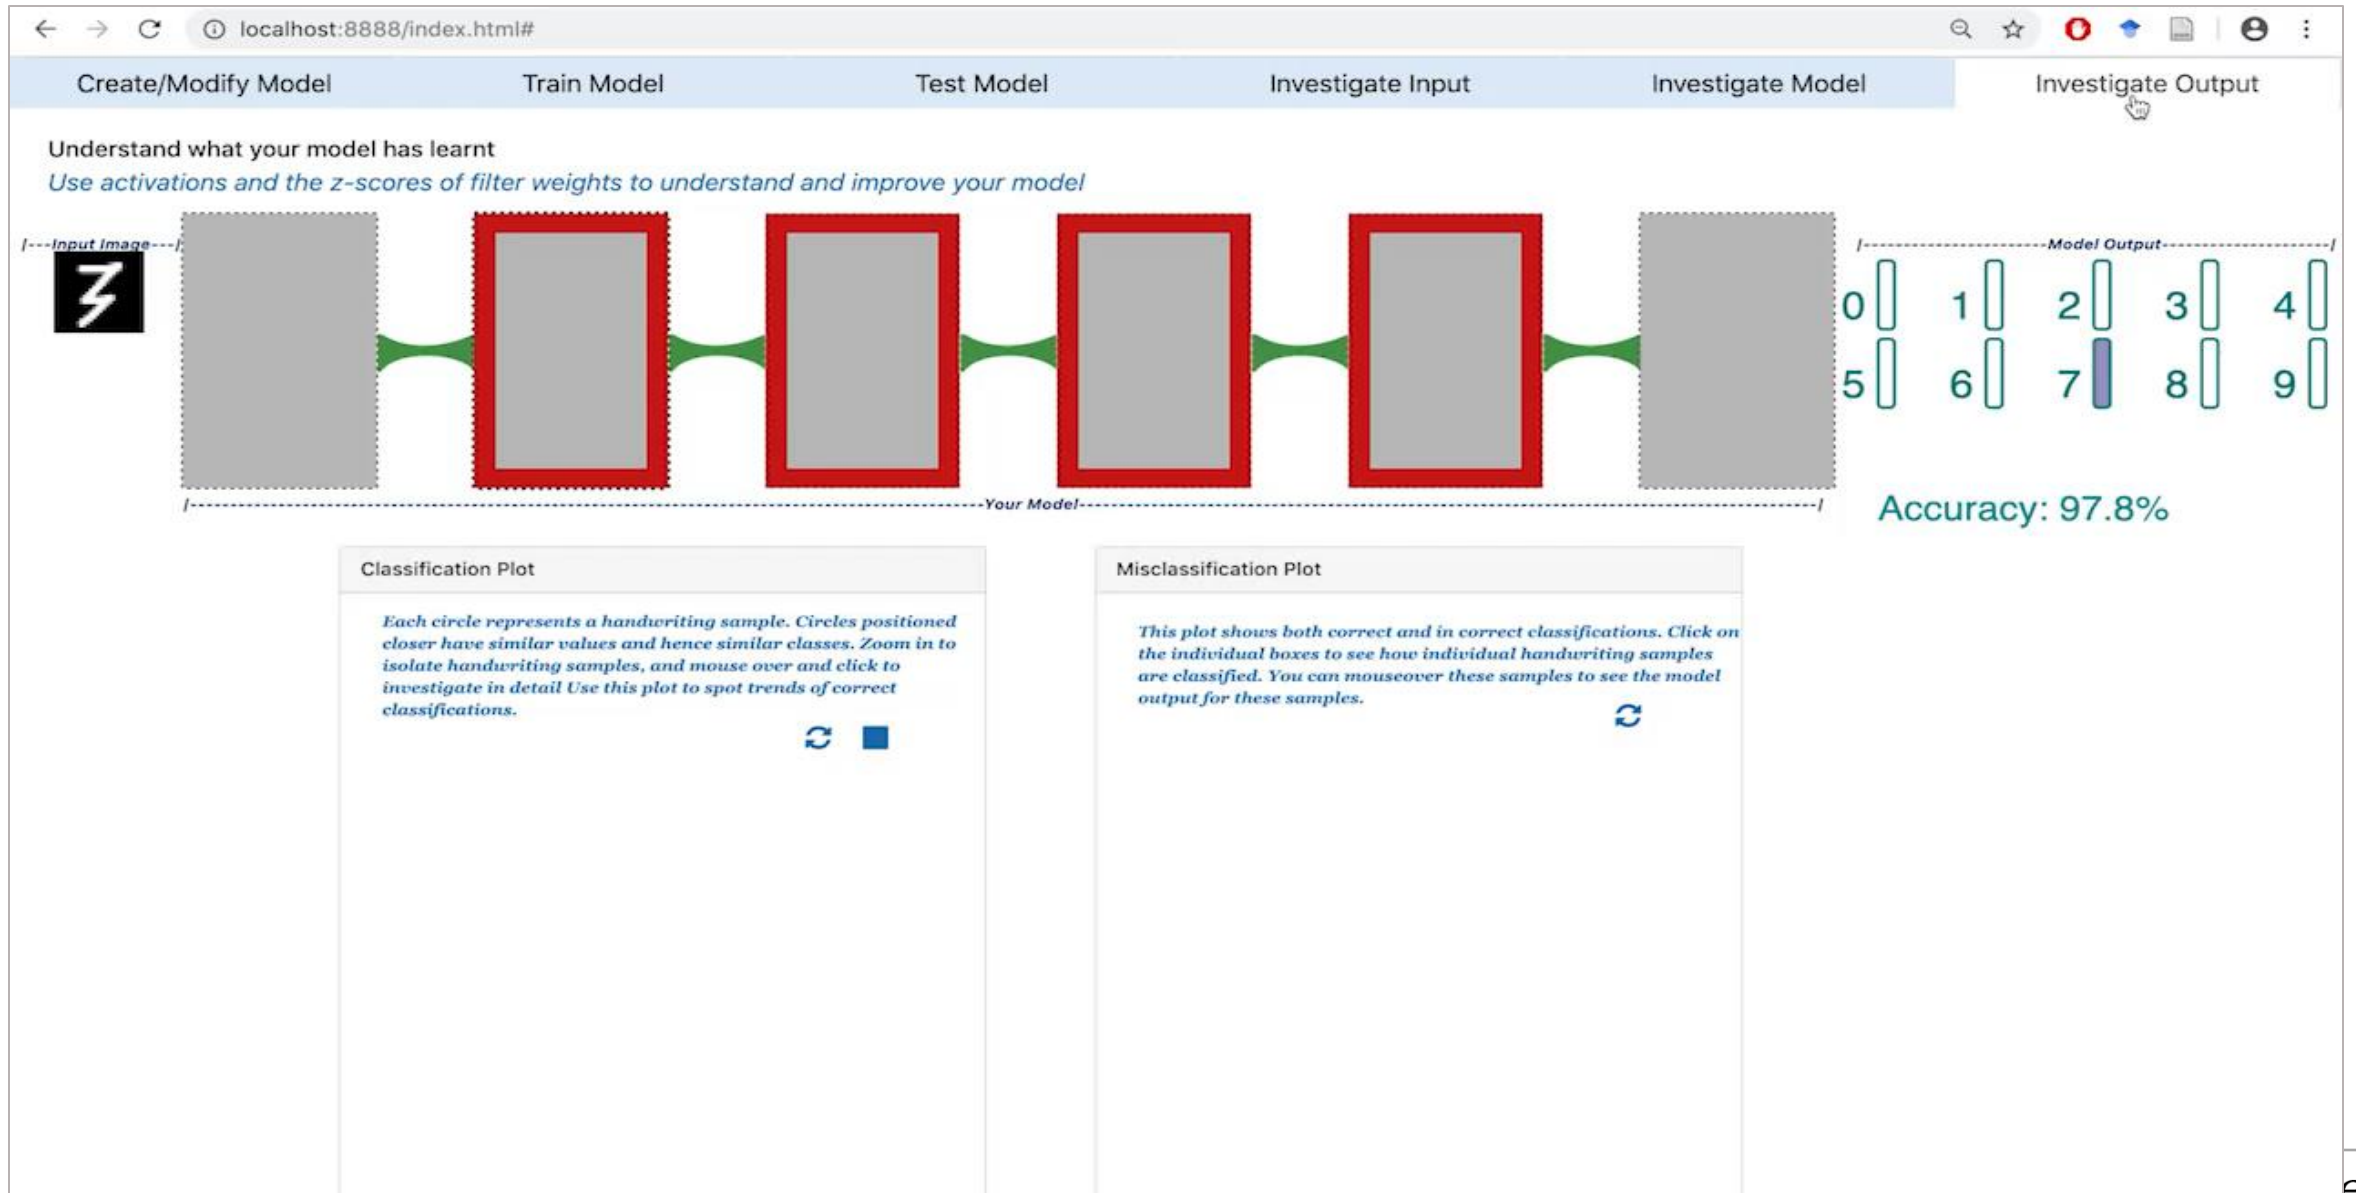 localhost:8888/index.html#
Create/Modify Model Train Model Test Model Investigate Input Investigate Model Investigate Output
Understand what your model has learnt
Use activations and the z-scores of filter weights to understand and improve your model
|---Input Image---| |--------------------Model Output------------------|
3
0 1 2 3 4
5 6 7 8 9
|---Your Model---|
Accuracy: 97.8%
Classification Plot
Each circle represents a handwriting sample. Circles positioned
closer have similar values and hence similar classes. Zoom in to
isolate handwriting samples, and mouse over and click to
investigate in detail Use this plot to spot trends of correct
classifications.
Misclassification Plot
This plot shows both correct and in correct classifications. Click on
the individual boxes to see how individual handwriting samples
are classified. You can mouseover these samples to see the model
output for these samples.